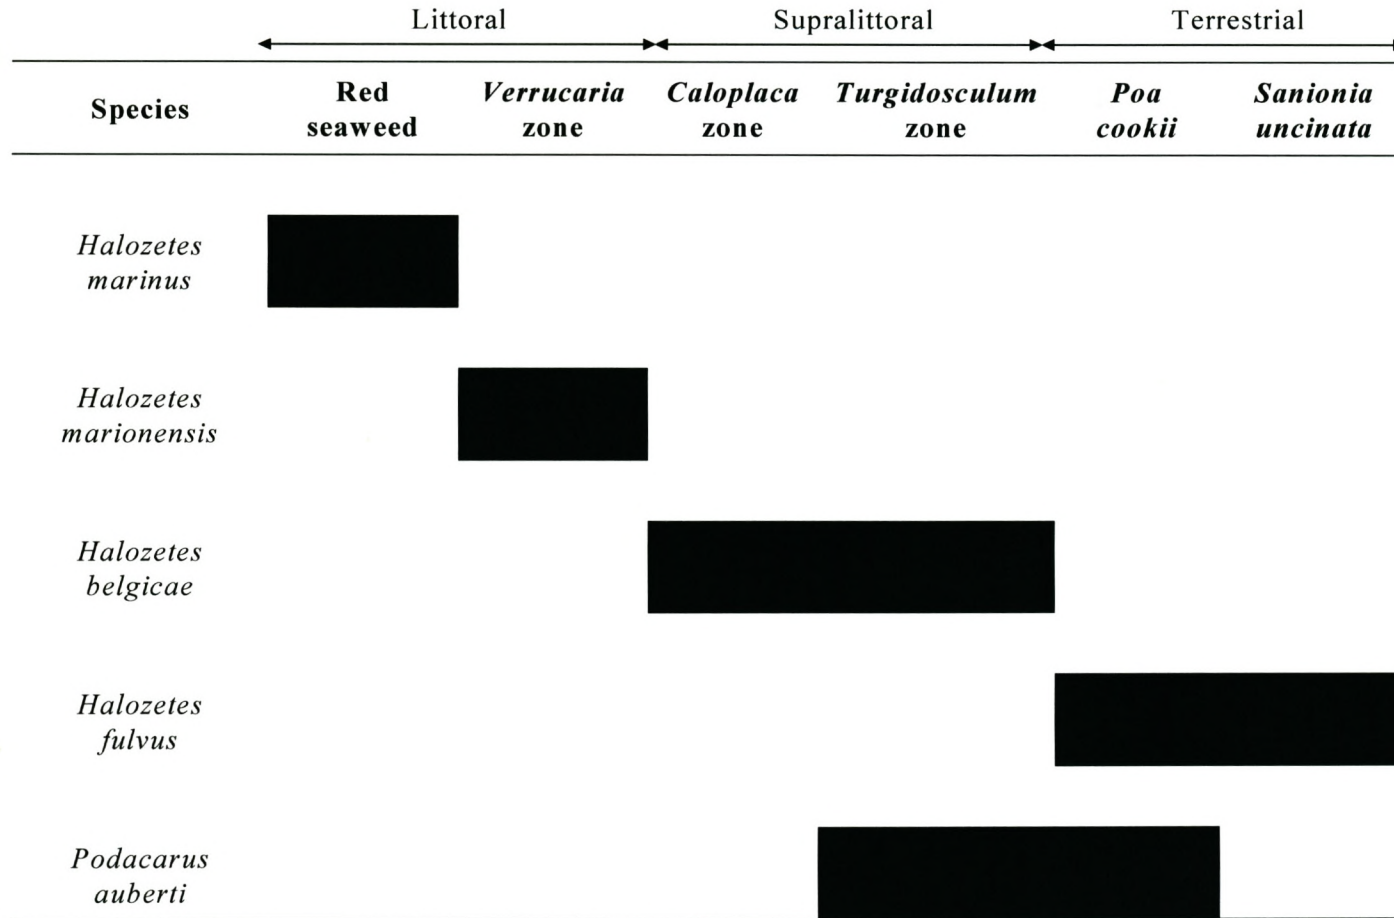 Littoral Supralittoral Terrestrial
Species Red seaweed Verrucaria zone Caloplaca zone Turgidosculum zone Poa cookii Sanionia uncinata
Halozetes
marinus
Halozetes
marionensis
Halozetes
belgicae
Halozetes
fulvus
Podacarus
auberti